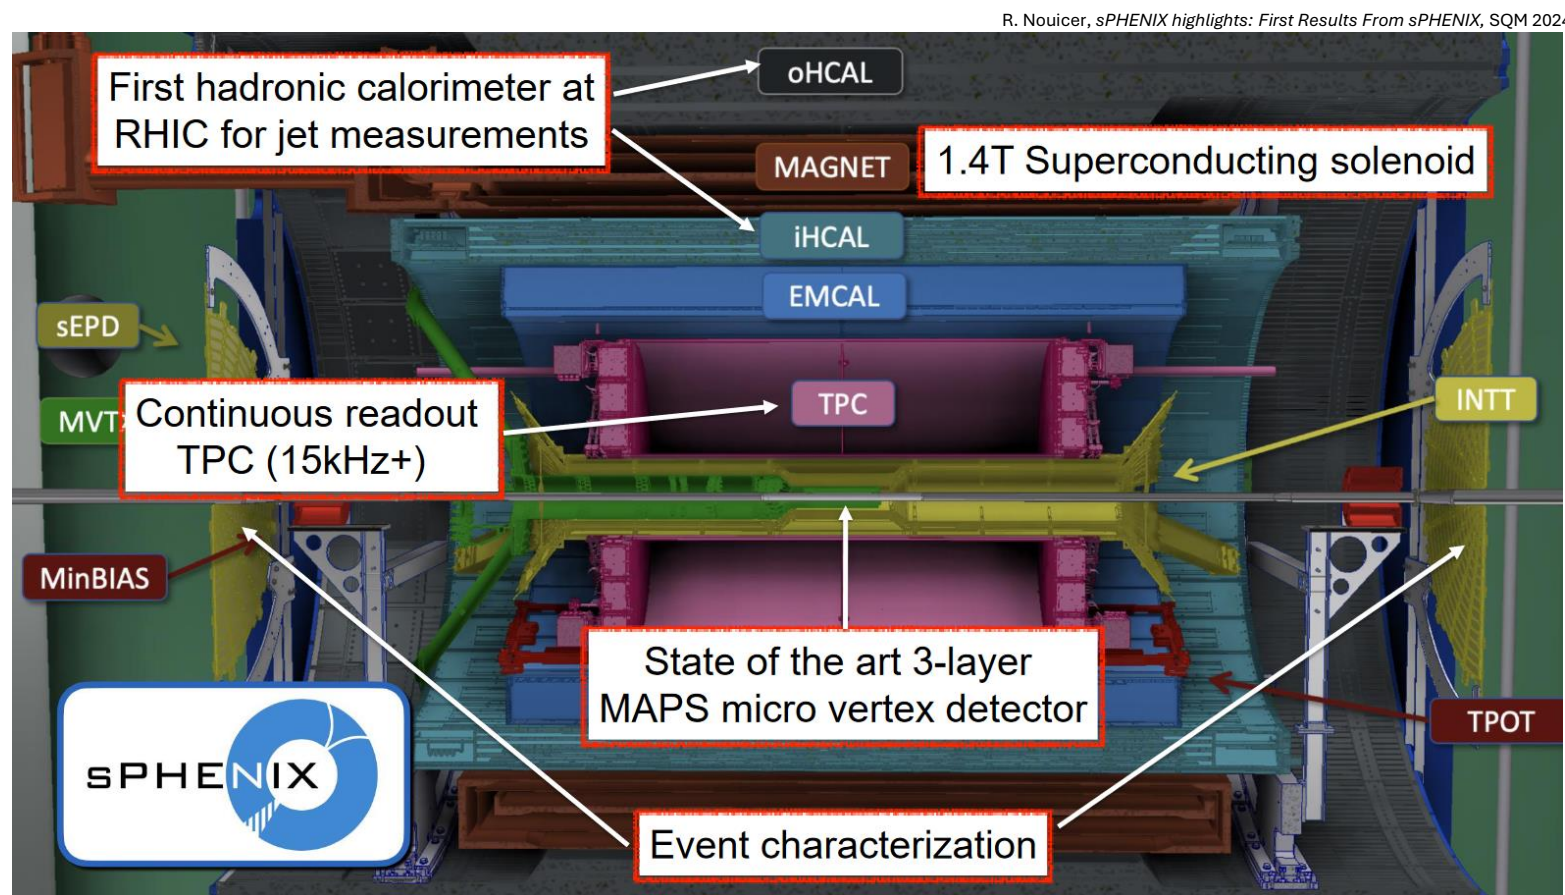 R. Nouicer, sPHENIX highlights: First Results From sPHENIX, SQM 2024
First hadronic calorimeter at
RHIC for jet measurements
oHCAL
MAGNET
1.4T Superconducting solenoid
iHCAL
EMCAL
sEPD
MVTX
Continuous readout
TPC (15kHz+)
TPC
INTT
MinBIAS
State of the art 3-layer
MAPS micro vertex detector
TPOT
sPHENIX
Event characterization